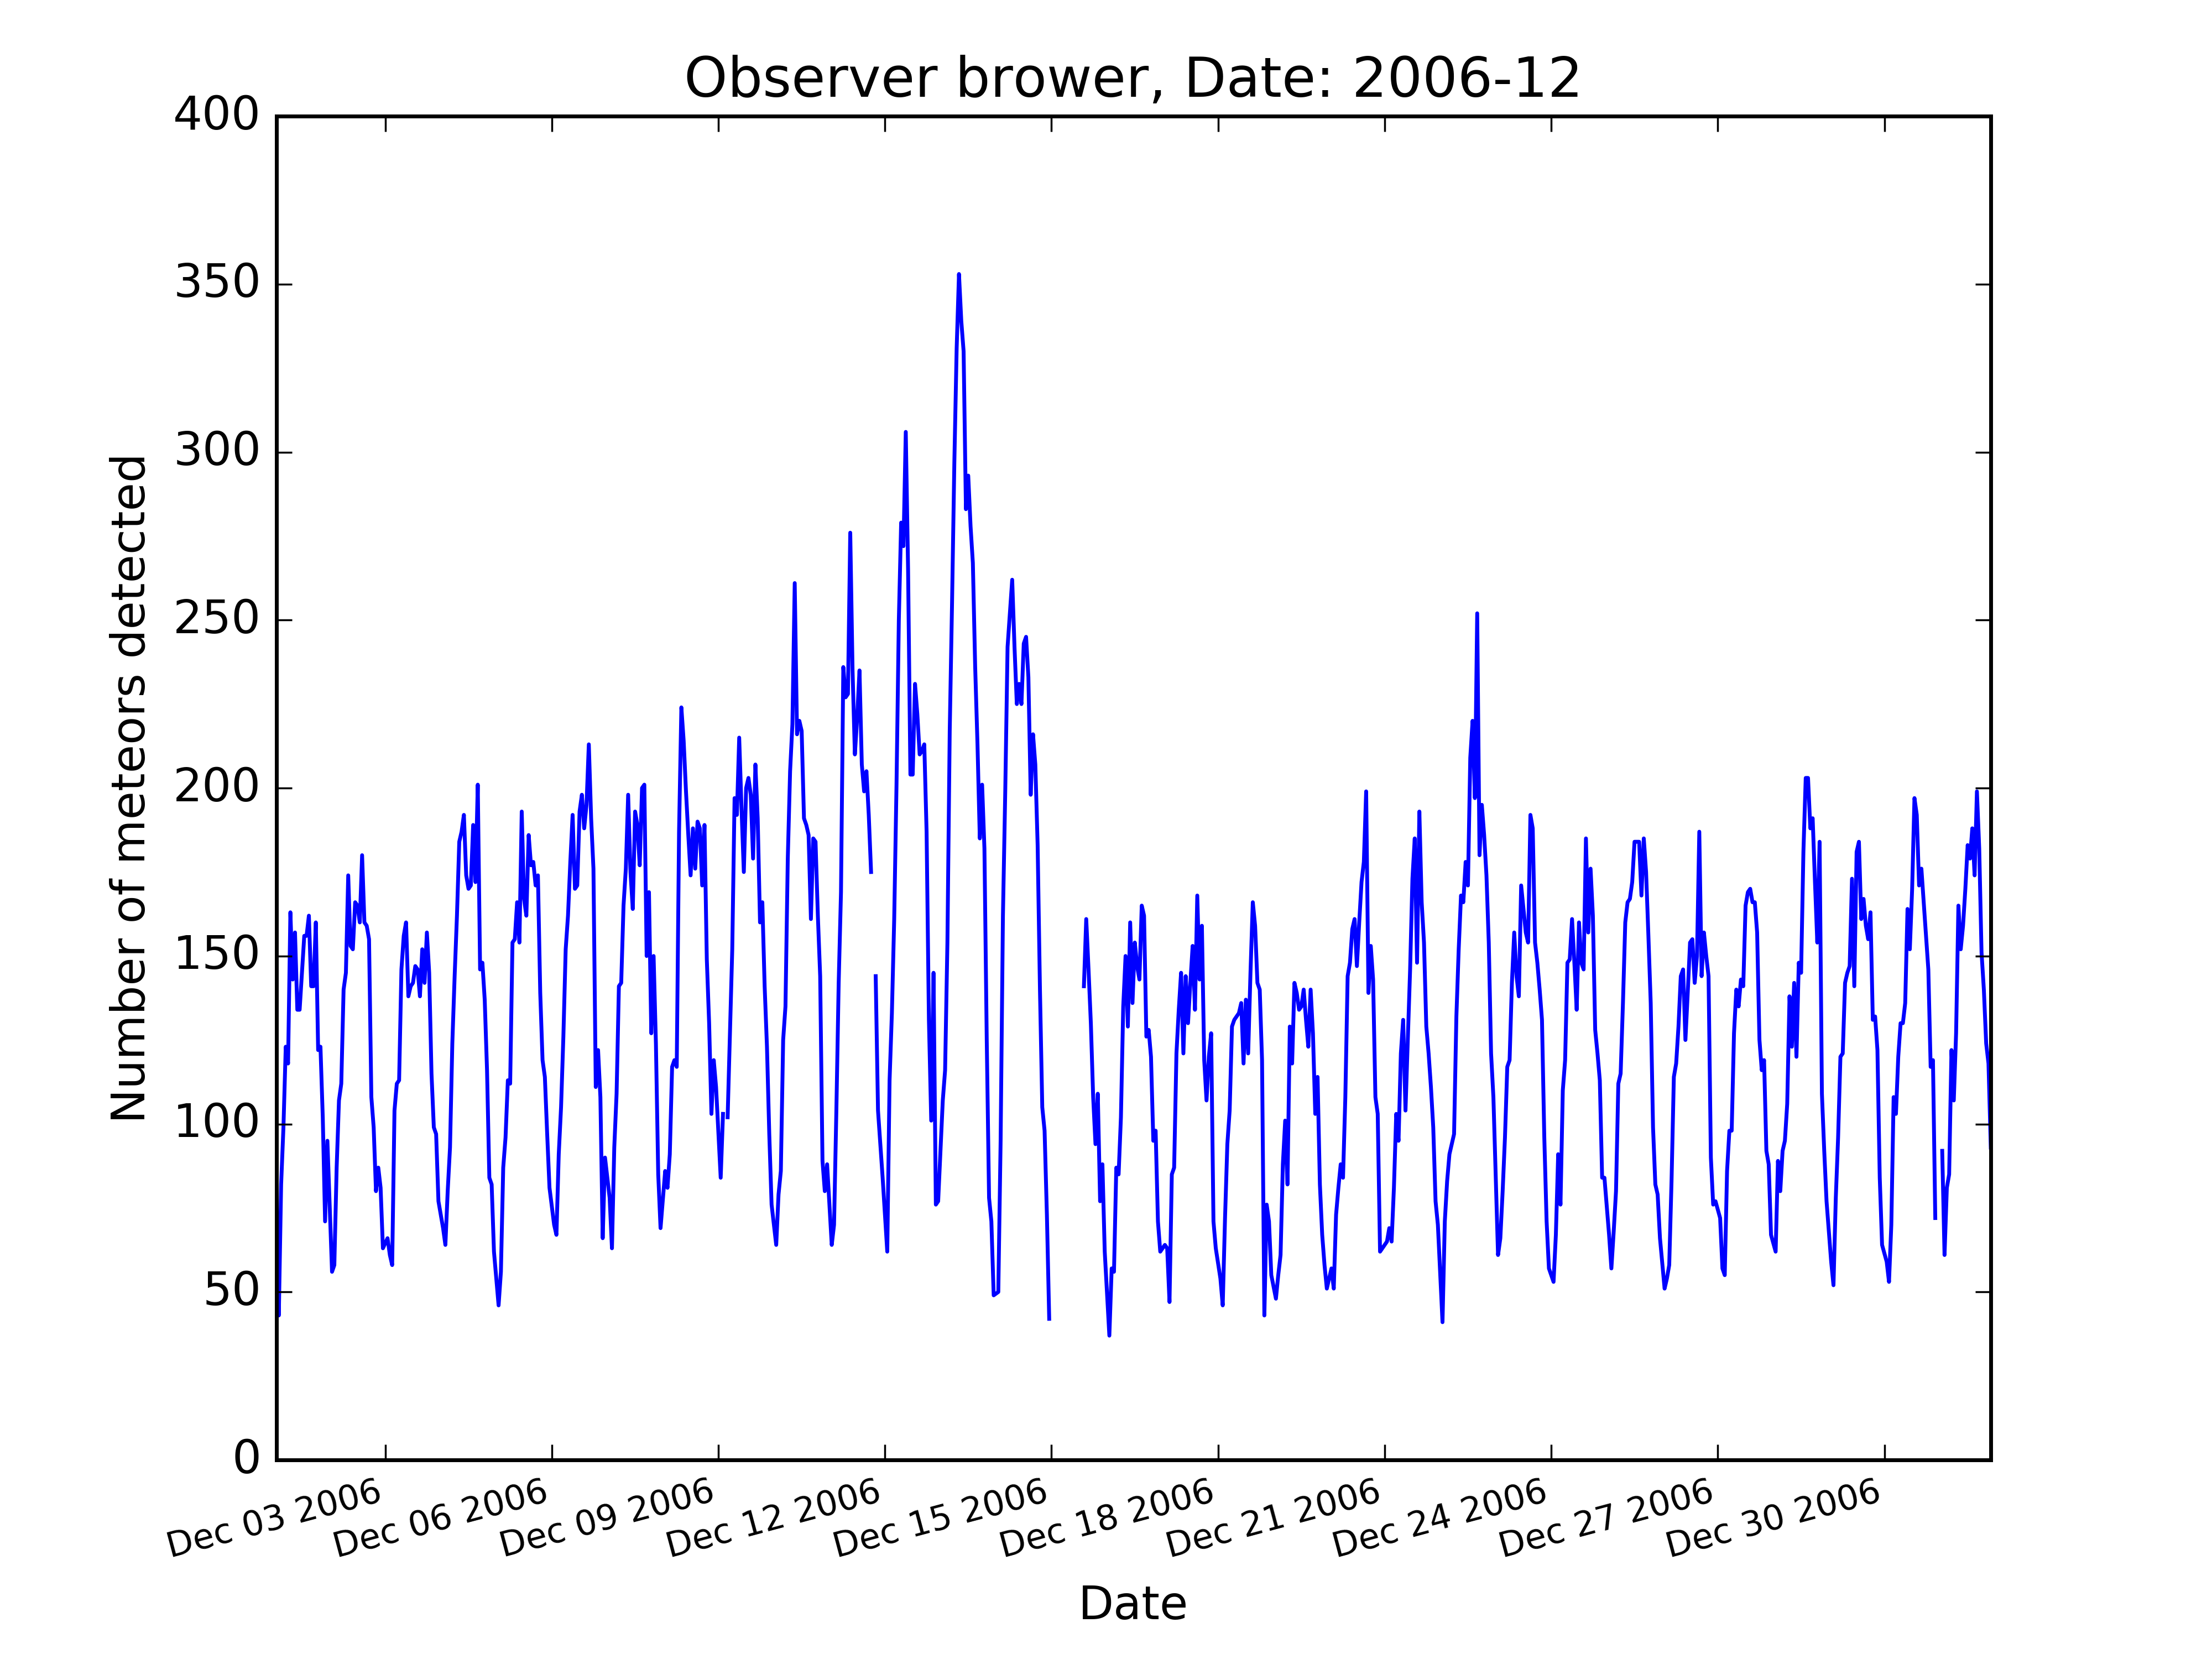 Observer brower, Date: 2006-12
400
350
300
250
200
150
100
50
0
Number of meteors detected
Dec 03 2006
Dec 06 2006
Dec 09 2006
Dec 12 2006
Dec 15 2006
Dec 18 2006
Dec 21 2006
Dec 24 2006
Dec 27 2006
Dec 30 2006
Date